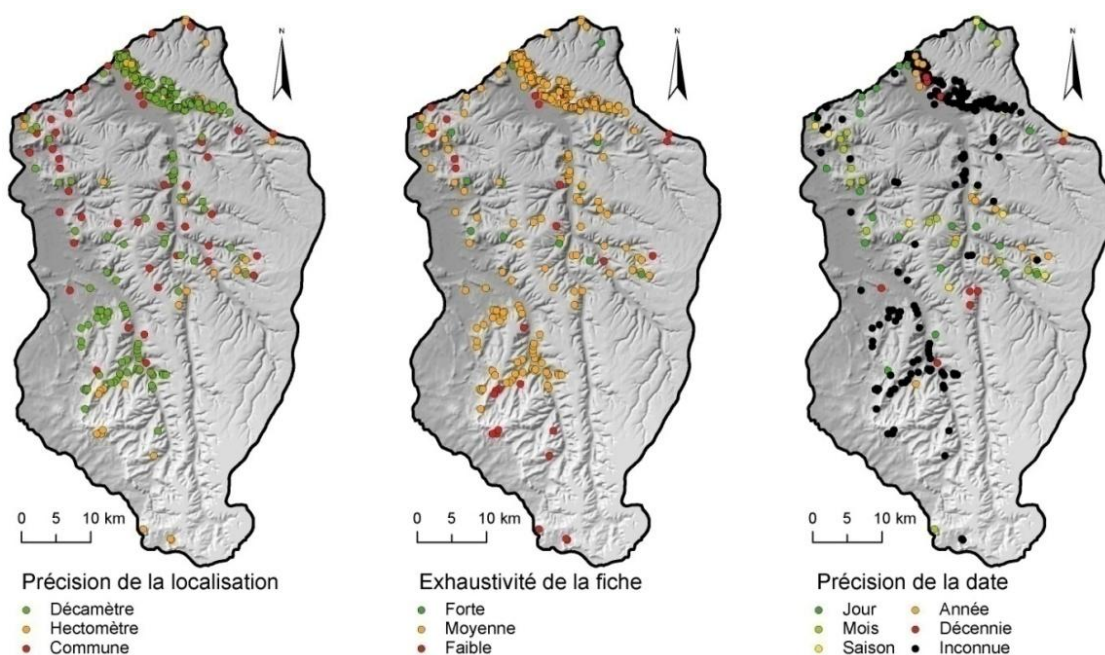 N
N
N
0 5 10 km
0 5 10 km
0 5 10 km
Précision de la localisation
Décamètre
Hectomètre
Commune
Exhaustivité de la fiche
Forte
Moyenne
Faible
Précision de la date
Jour Année
Mois Décennie
Saison Inconnue